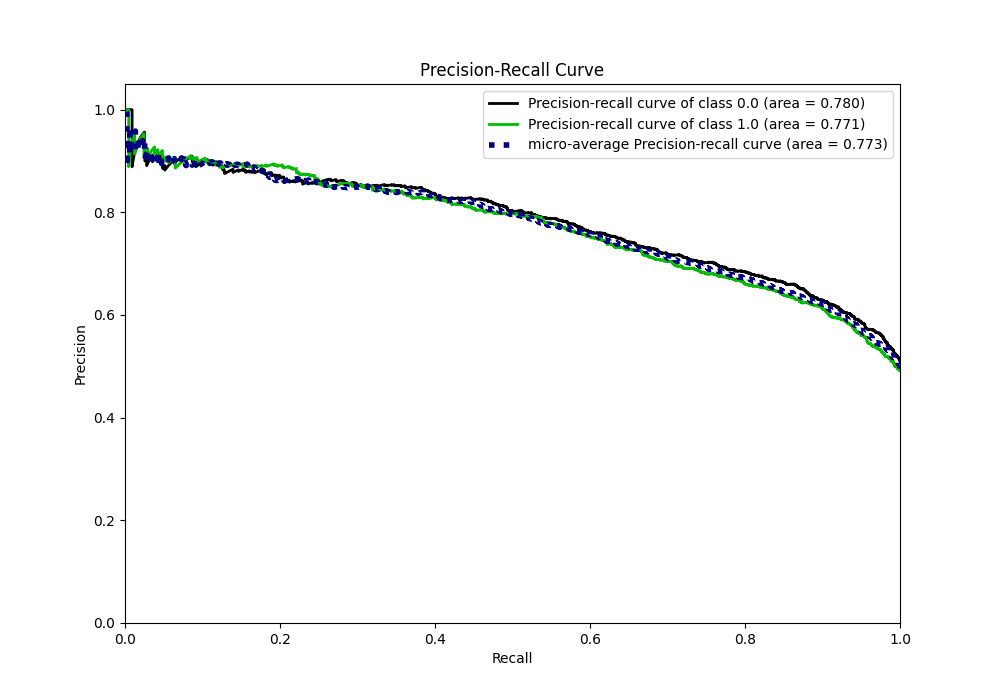 Precision-Recall Curve
Precision-recall curve of class 0.0 (area = 0.780)
Precision-recall curve of class 1.0 (area = 0.771)
micro-average Precision-recall curve (area = 0.773)
1.0
0.8
0.6
0.4
0.2
0.0
Precision
0.0 0.2 0.4 0.6 0.8 1.0
Recall